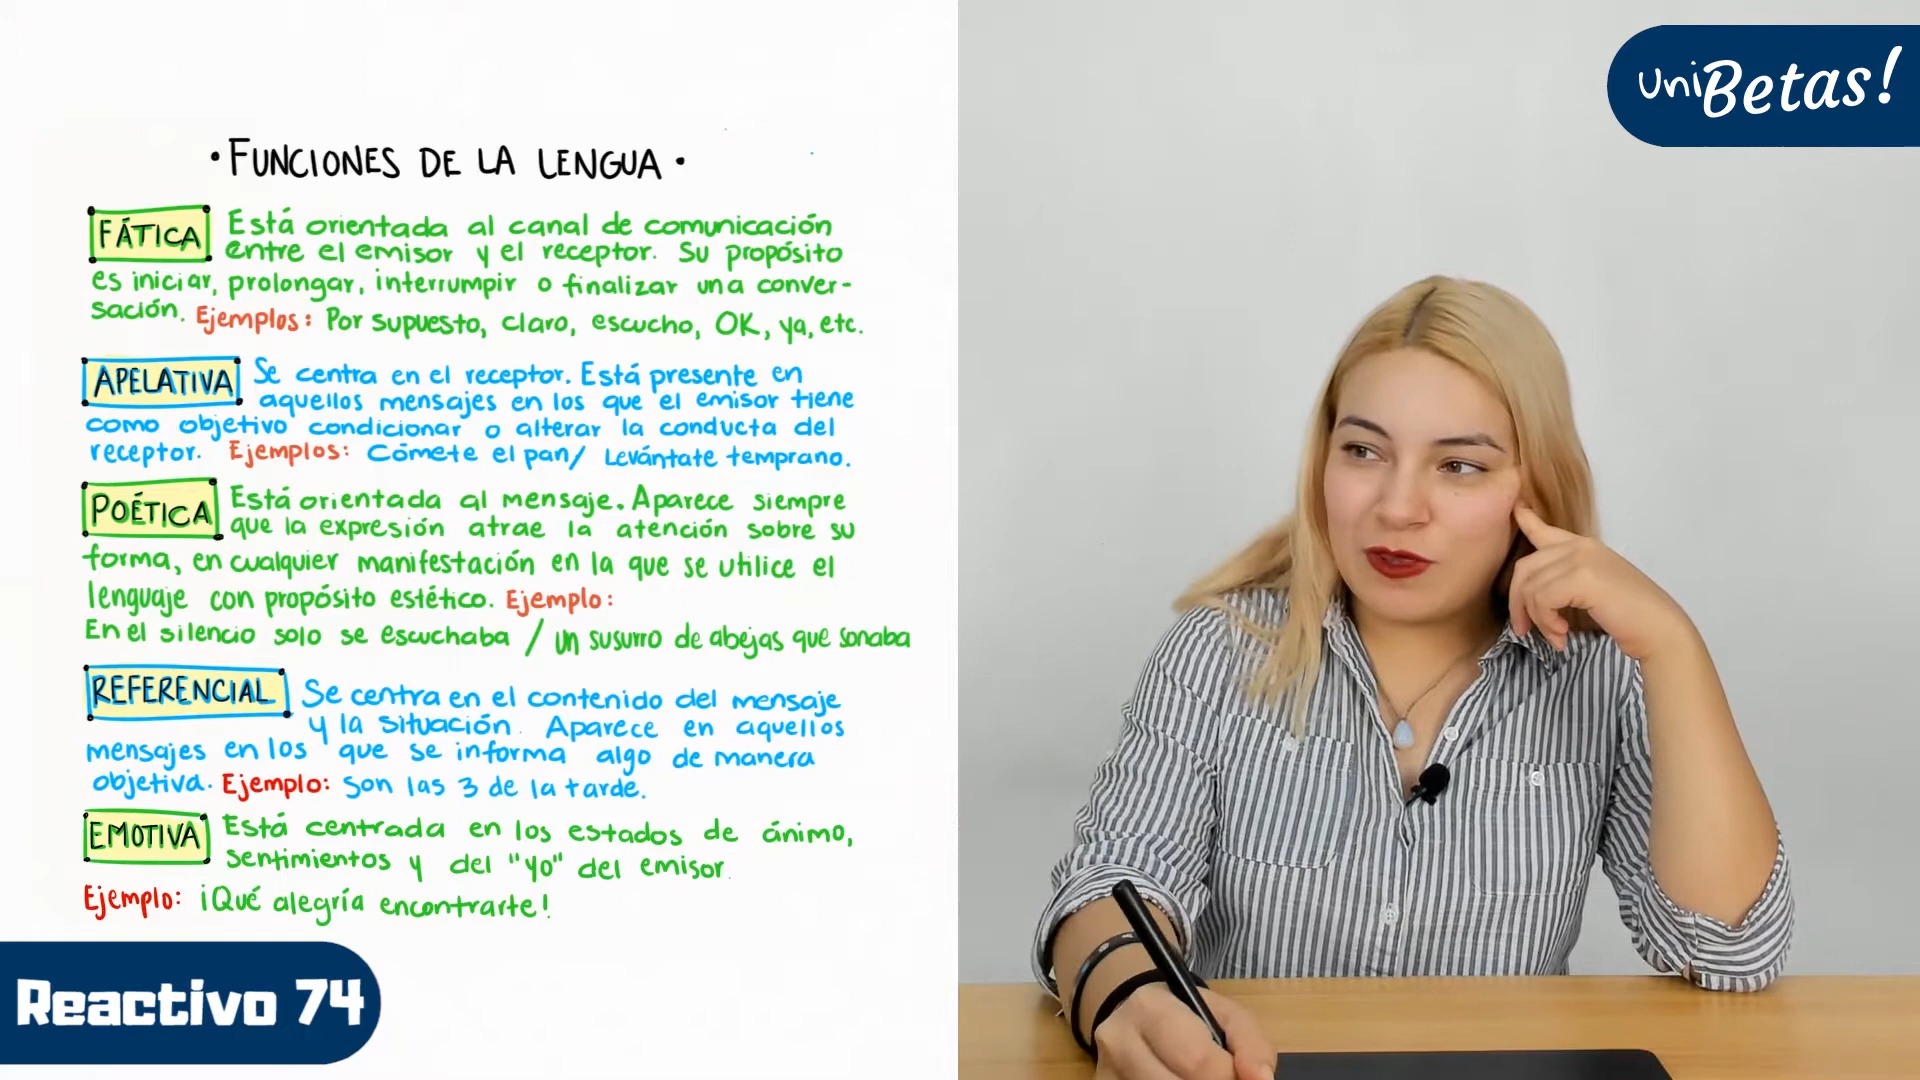 • FUNCIONES DE LA LENGUA •
FÁTICA Está orientada al canal de comunicación
entre el emisor y el receptor. Su propósito
es iniciar, prolongar, interrumpir o finalizar una conver-
sación. Ejemplos: Por supuesto, claro, escucho, OK, ya, etc.
APELATIVA Se centra en el receptor. Está presente en
aquellos mensajes en los que el emisor tiene
como objetivo condicionar o alterar la conducta del
receptor. Ejemplos: Cómete el pan/ Levántate temprano.
POÉTICA Está orientada al mensaje. Aparece siempre
que la expresión atrae la atención sobre su
forma, en cualquier manifestación en la que se utilice el
lenguaje con propósito estético. Ejemplo:
En el silencio solo se escuchaba / un susurro de abejas que sonaba
REFERENCIAL Se centra en el contenido del mensaje
y la situación. Aparece en aquellos
mensajes en los que se informa algo de manera
objetiva. Ejemplo: Son las 3 de la tarde.
EMOTIVA Está centrada en los estados de ánimo,
sentimientos y del "yo" del emisor.
Ejemplo: ¡Qué alegría encontrarte!
Reactivo 74
UniBetas!